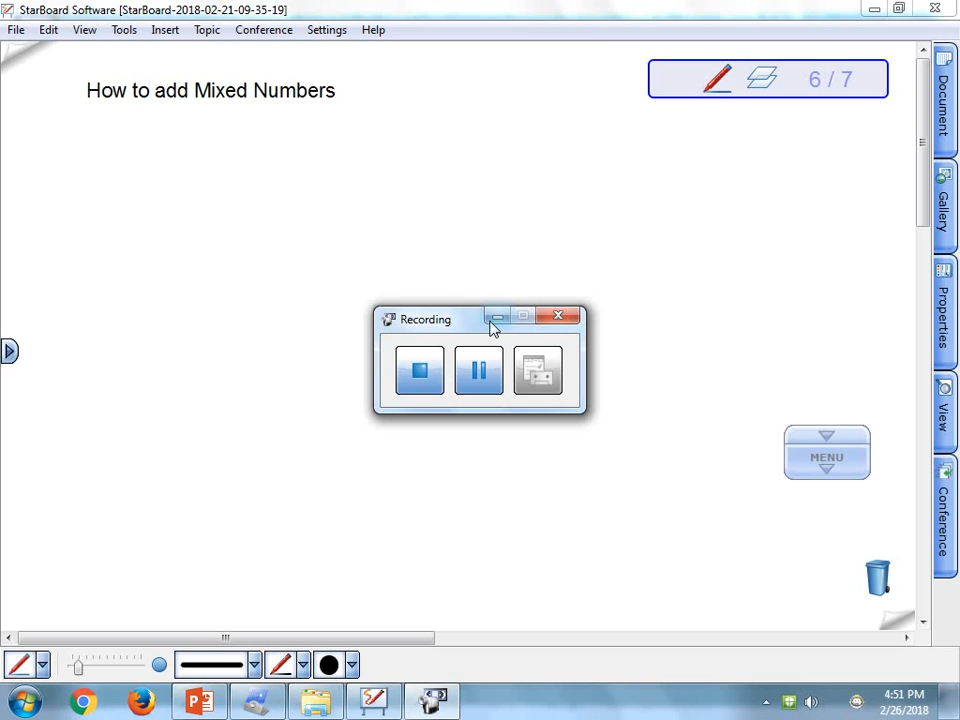 StarBoard Software [StarBoard-2018-02-21-09-35-19]
File Edit View Tools Insert Topic Conference Settings Help
How to add Mixed Numbers
6 / 7
Document
Gallery
Properties
View
Conference
Recording
MENU
4:51 PM
2/26/2018